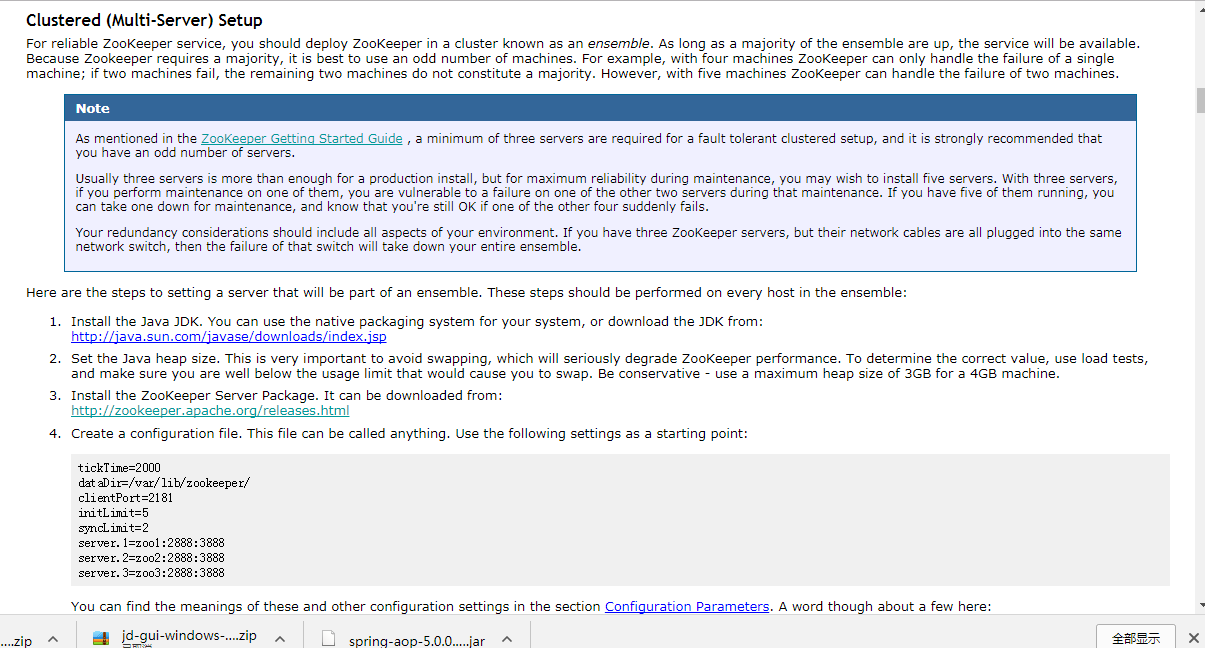 Clustered (Multi-Server) Setup
For reliable ZooKeeper service, you should deploy ZooKeeper in a cluster known as an ensemble. As long as a majority of the ensemble are up, the service will be available.
Because Zookeeper requires a majority, it is best to use an odd number of machines. For example, with four machines ZooKeeper can only handle the failure of a single
machine; if two machines fail, the remaining two machines do not constitute a majority. However, with five machines ZooKeeper can handle the failure of two machines.
Note
As mentioned in the ZooKeeper Getting Started Guide , a minimum of three servers are required for a fault tolerant clustered setup, and it is strongly recommended that
you have an odd number of servers.
Usually three servers is more than enough for a production install, but for maximum reliability during maintenance, you may wish to install five servers. With three servers,
if you perform maintenance on one of them, you are vulnerable to a failure on one of the other two servers during that maintenance. If you have five of them running, you
can take one down for maintenance, and know that you're still OK if one of the other four suddenly fails.
Your redundancy considerations should include all aspects of your environment. If you have three ZooKeeper servers, but their network cables are all plugged into the same
network switch, then the failure of that switch will take down your entire ensemble.
Here are the steps to setting a server that will be part of an ensemble. These steps should be performed on every host in the ensemble:
1. Install the Java JDK. You can use the native packaging system for your system, or download the JDK from:
http://java.sun.com/javase/downloads/index.jsp
2. Set the Java heap size. This is very important to avoid swapping, which will seriously degrade ZooKeeper performance. To determine the correct value, use load tests,
and make sure you are well below the usage limit that would cause you to swap. Be conservative - use a maximum heap size of 3GB for a 4GB machine.
3. Install the ZooKeeper Server Package. It can be downloaded from:
http://zookeeper.apache.org/releases.html
4. Create a configuration file. This file can be called anything. Use the following settings as a starting point:
tickTime=2000
dataDir=/var/lib/zookeeper/
clientPort=2181
initLimit=5
syncLimit=2
server.1=zoo1:2888:3888
server.2=zoo2:2888:3888
server.3=zoo3:2888:3888
You can find the meanings of these and other configuration settings in the section Configuration Parameters. A word though about a few here:
....zip
jd-gui-windows-....zip
spring-aop-5.0.0.....jar
全部显示